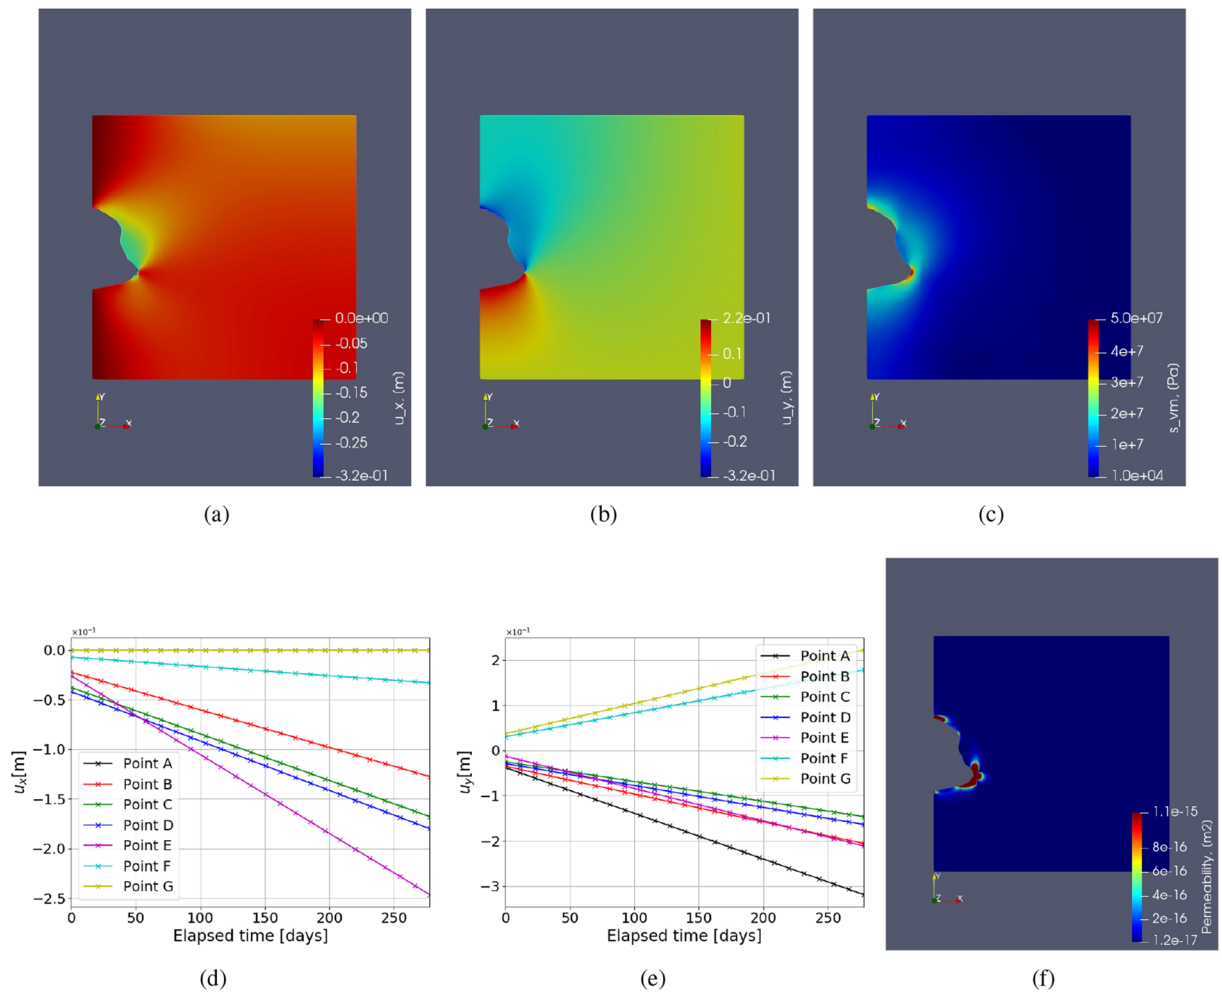 0.0e+00
-0.05
-0.1
-0.15
-0.2
-0.25
-3.2e-01
u_x, (m)
Y
Z
X
2.2e-01
0.1
0
-0.1
-0.2
-3.2e-01
u_y, (m)
Y
Z
X
5.0e+07
4e+7
3e+7
2e+7
1e+7
1.0e+04
s_vm, (Pa)
Y
Z
X
(a)
(b)
(c)
×10⁻¹
0.0
−0.5
−1.0
−1.5
−2.0
−2.5
uₓ[m]
Point A
Point B
Point C
Point D
Point E
Point F
Point G
0 50 100 150 200 250
Elapsed time [days]
(d)
×10⁻¹
2
1
0
−1
−2
−3
u_y[m]
Point A
Point B
Point C
Point D
Point E
Point F
Point G
0 50 100 150 200 250
Elapsed time [days]
(e)
1.1e-15
8e-16
6e-16
4e-16
2e-16
1.2e-17
Permeability, (m2)
Y
Z
X
(f)